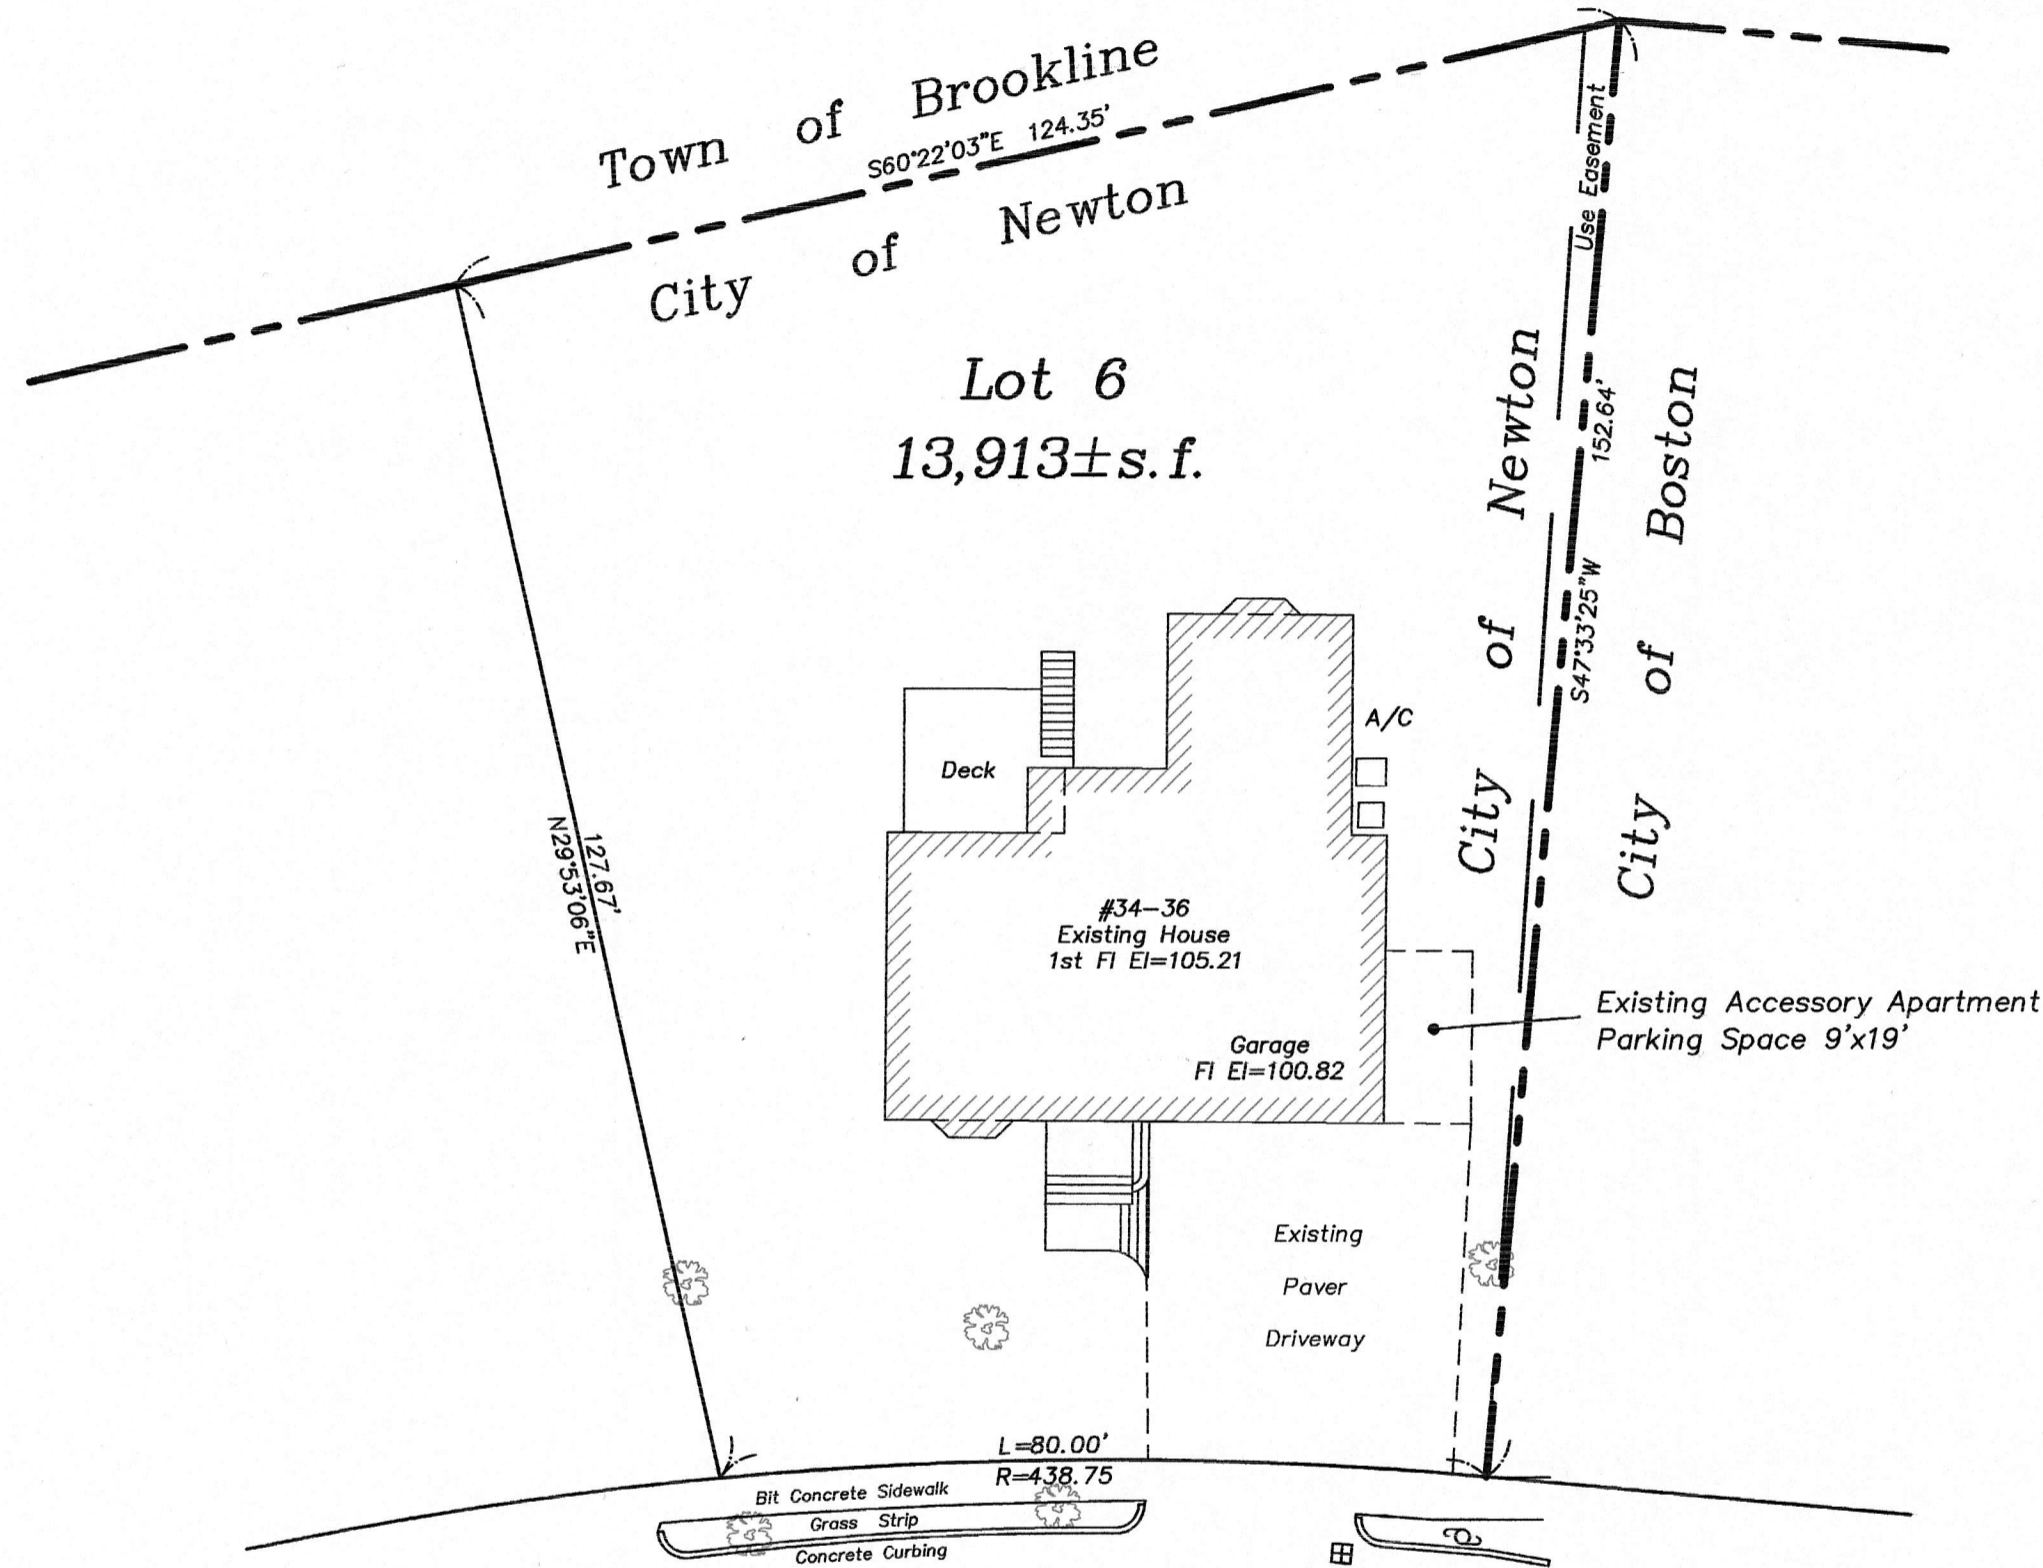 Town of Brookline
S60°22'03"E 124.35'
City of Newton
Use Easement
Lot 6
13,913±s.f.
City of Newton
152.64'
S47°33'25"W
City of Boston
A/C
Deck
127.67'
N29°53'06"E
#34-36
Existing House
1st Fl El=105.21
Garage
Fl El=100.82
Existing Accessory Apartment
Parking Space 9'x19'
Existing
Paver
Driveway
L=80.00'
R=438.75
Bit Concrete Sidewalk
Grass Strip
Concrete Curbing